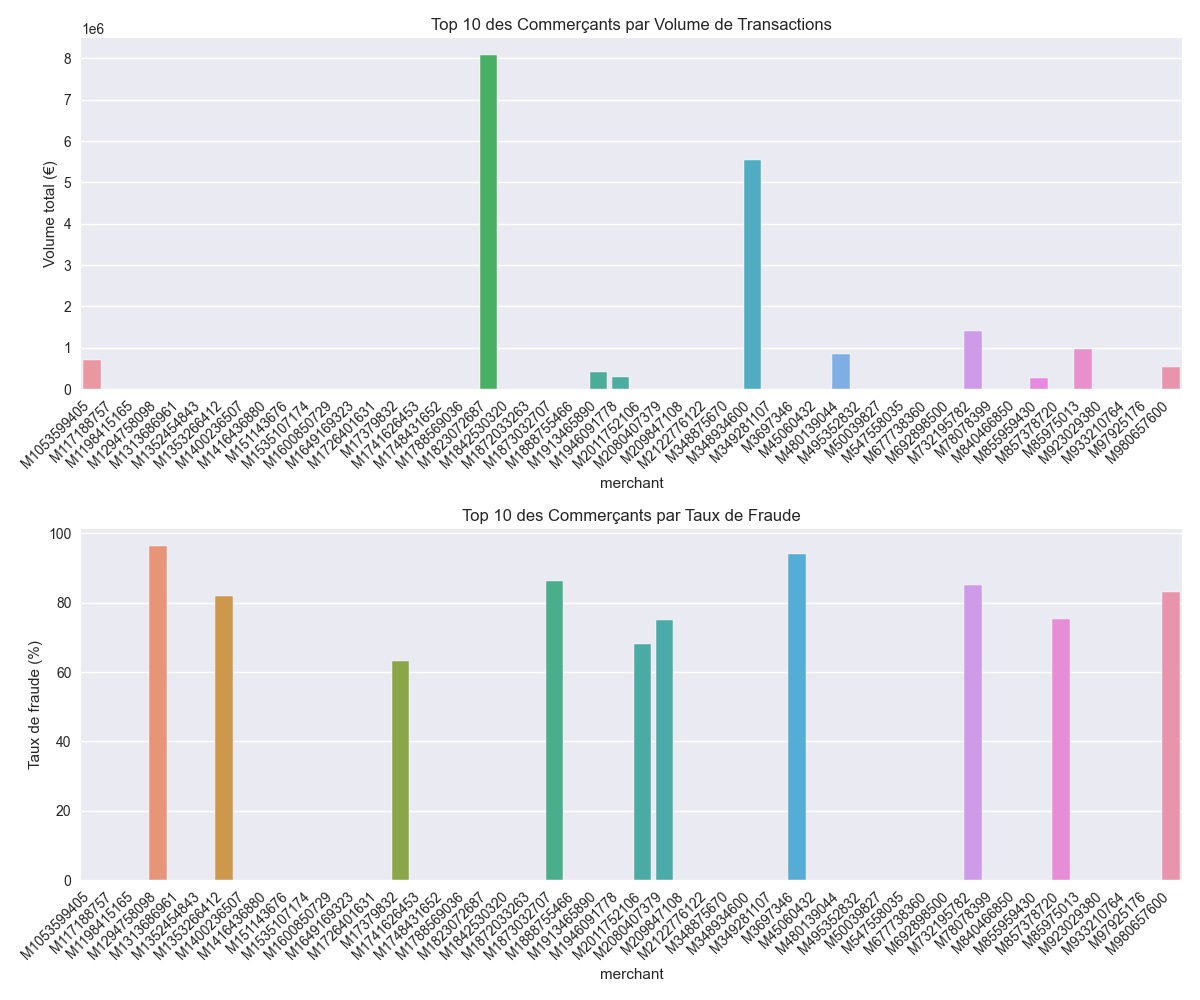 Top 10 des Commerçants par Volume de Transactions
1e6
Volume total (€)
8
7
6
5
4
3
2
1
0
M1053599405
M117188757
M1198415165
M1294758098
M1313686961
M1352454843
M1353266412
M1400236507
M1416436880
M151143676
M1535107174
M1600850729
M1649169323
M1726401631
M17379832
M1741626453
M1748431652
M1788569036
M1823072687
M1842530320
M1872033263
M1873032707
M1888755466
M1913465890
M1946091778
M2011752106
M2080407379
M209847108
M2122776122
M348875670
M348934600
M349281107
M3697346
M45060432
M480139044
M495352832
M50039827
M547558035
M677738360
M692898500
M732195782
M78078399
M840466850
M855959430
M857378720
M85975013
M923029380
M933210764
M97925176
M980657600
merchant
Top 10 des Commerçants par Taux de Fraude
Taux de fraude (%)
100
80
60
40
20
0
M1053599405
M117188757
M1198415165
M1294758098
M1313686961
M1352454843
M1353266412
M1400236507
M1416436880
M151143676
M1535107174
M1600850729
M1649169323
M1726401631
M17379832
M1741626453
M1748431652
M1788569036
M1823072687
M1842530320
M1872033263
M1873032707
M1888755466
M1913465890
M1946091778
M2011752106
M2080407379
M209847108
M2122776122
M348875670
M348934600
M349281107
M3697346
M45060432
M480139044
M495352832
M50039827
M547558035
M677738360
M692898500
M732195782
M78078399
M840466850
M855959430
M857378720
M85975013
M923029380
M933210764
M97925176
M980657600
merchant